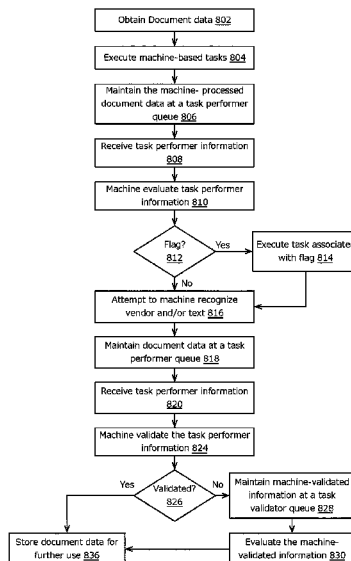 Obtain Document data 802
Execute machine-based tasks 804
Maintain the machine- processed
document data at a task performer
queue 806
Receive task performer information
808
Machine evaluate task performer
information 810
Flag?
812
Yes
Execute task associated
with flag 814
No
Attempt to machine recognize
vendor and/or text 816
Maintain document data at a task
performer queue 818
Receive task performer information
820
Machine validate the task performer
information 824
Validated?
826
Yes
No
Maintain machine-validated
information at a task
validator queue 828
Store document data for
further use 836
Evaluate the machine-
validated information 830